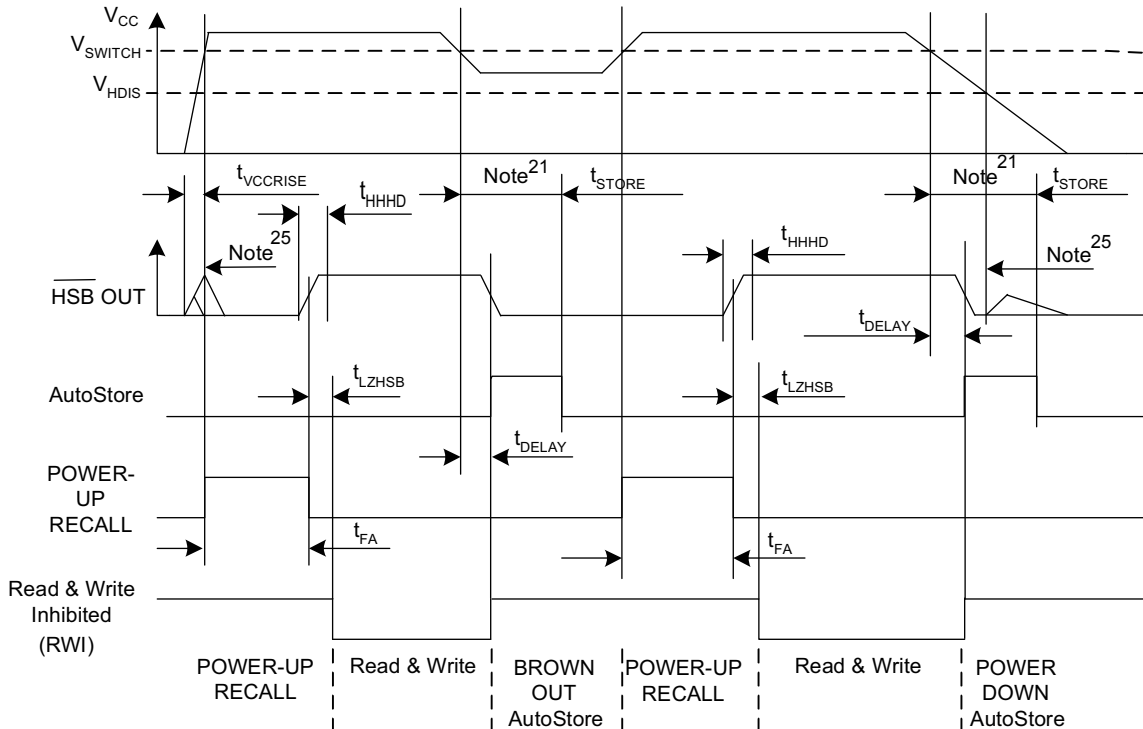 VCC
VSWITCH
VHDIS
tVCCRISE
Note21
tSTORE
Note21
tSTORE
tHHHD
tHHHD
Note25
Note25
HSB OUT
tDELAY
tLZHSB
tLZHSB
AutoStore
tDELAY
POWER-
UP
RECALL
tFA
tFA
Read & Write
Inhibited
(RWI)
POWER-UP
RECALL
Read & Write
BROWN
OUT
AutoStore
POWER-UP
RECALL
Read & Write
POWER
DOWN
AutoStore